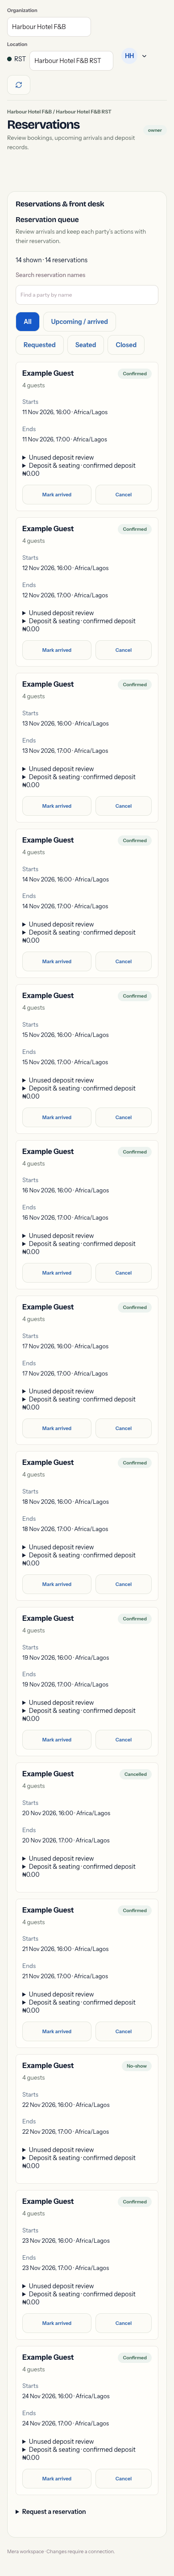 Organization
Harbour Hotel F&B
Location
RST
Harbour Hotel F&B RST
HH
Harbour Hotel F&B / Harbour Hotel F&B RST
Reservations
owner
Review bookings, upcoming arrivals and deposit
records.
Reservations & front desk
Reservation queue
Review arrivals and keep each party's actions with
their reservation.
14 shown · 14 reservations
Search reservation names
Find a party by name
All
Upcoming / arrived
Requested
Seated
Closed
Example Guest
Confirmed
4 guests
Starts
11 Nov 2026, 16:00 · Africa/Lagos
Ends
11 Nov 2026, 17:00 · Africa/Lagos
Unused deposit review
Deposit & seating · confirmed deposit
₦0.00
Mark arrived
Cancel
Example Guest
Confirmed
4 guests
Starts
12 Nov 2026, 16:00 · Africa/Lagos
Ends
12 Nov 2026, 17:00 · Africa/Lagos
Unused deposit review
Deposit & seating · confirmed deposit
₦0.00
Mark arrived
Cancel
Example Guest
Confirmed
4 guests
Starts
13 Nov 2026, 16:00 · Africa/Lagos
Ends
13 Nov 2026, 17:00 · Africa/Lagos
Unused deposit review
Deposit & seating · confirmed deposit
₦0.00
Mark arrived
Cancel
Example Guest
Confirmed
4 guests
Starts
14 Nov 2026, 16:00 · Africa/Lagos
Ends
14 Nov 2026, 17:00 · Africa/Lagos
Unused deposit review
Deposit & seating · confirmed deposit
₦0.00
Mark arrived
Cancel
Example Guest
Confirmed
4 guests
Starts
15 Nov 2026, 16:00 · Africa/Lagos
Ends
15 Nov 2026, 17:00 · Africa/Lagos
Unused deposit review
Deposit & seating · confirmed deposit
₦0.00
Mark arrived
Cancel
Example Guest
Confirmed
4 guests
Starts
16 Nov 2026, 16:00 · Africa/Lagos
Ends
16 Nov 2026, 17:00 · Africa/Lagos
Unused deposit review
Deposit & seating · confirmed deposit
₦0.00
Mark arrived
Cancel
Example Guest
Confirmed
4 guests
Starts
17 Nov 2026, 16:00 · Africa/Lagos
Ends
17 Nov 2026, 17:00 · Africa/Lagos
Unused deposit review
Deposit & seating · confirmed deposit
₦0.00
Mark arrived
Cancel
Example Guest
Confirmed
4 guests
Starts
18 Nov 2026, 16:00 · Africa/Lagos
Ends
18 Nov 2026, 17:00 · Africa/Lagos
Unused deposit review
Deposit & seating · confirmed deposit
₦0.00
Mark arrived
Cancel
Example Guest
Confirmed
4 guests
Starts
19 Nov 2026, 16:00 · Africa/Lagos
Ends
19 Nov 2026, 17:00 · Africa/Lagos
Unused deposit review
Deposit & seating · confirmed deposit
₦0.00
Mark arrived
Cancel
Example Guest
Cancelled
4 guests
Starts
20 Nov 2026, 16:00 · Africa/Lagos
Ends
20 Nov 2026, 17:00 · Africa/Lagos
Unused deposit review
Deposit & seating · confirmed deposit
₦0.00
Example Guest
Confirmed
4 guests
Starts
21 Nov 2026, 16:00 · Africa/Lagos
Ends
21 Nov 2026, 17:00 · Africa/Lagos
Unused deposit review
Deposit & seating · confirmed deposit
₦0.00
Mark arrived
Cancel
Example Guest
No-show
4 guests
Starts
22 Nov 2026, 16:00 · Africa/Lagos
Ends
22 Nov 2026, 17:00 · Africa/Lagos
Unused deposit review
Deposit & seating · confirmed deposit
₦0.00
Example Guest
Confirmed
4 guests
Starts
23 Nov 2026, 16:00 · Africa/Lagos
Ends
23 Nov 2026, 17:00 · Africa/Lagos
Unused deposit review
Deposit & seating · confirmed deposit
₦0.00
Mark arrived
Cancel
Example Guest
Confirmed
4 guests
Starts
24 Nov 2026, 16:00 · Africa/Lagos
Ends
24 Nov 2026, 17:00 · Africa/Lagos
Unused deposit review
Deposit & seating · confirmed deposit
₦0.00
Mark arrived
Cancel
Request a reservation
Mera workspace · Changes require a connection.